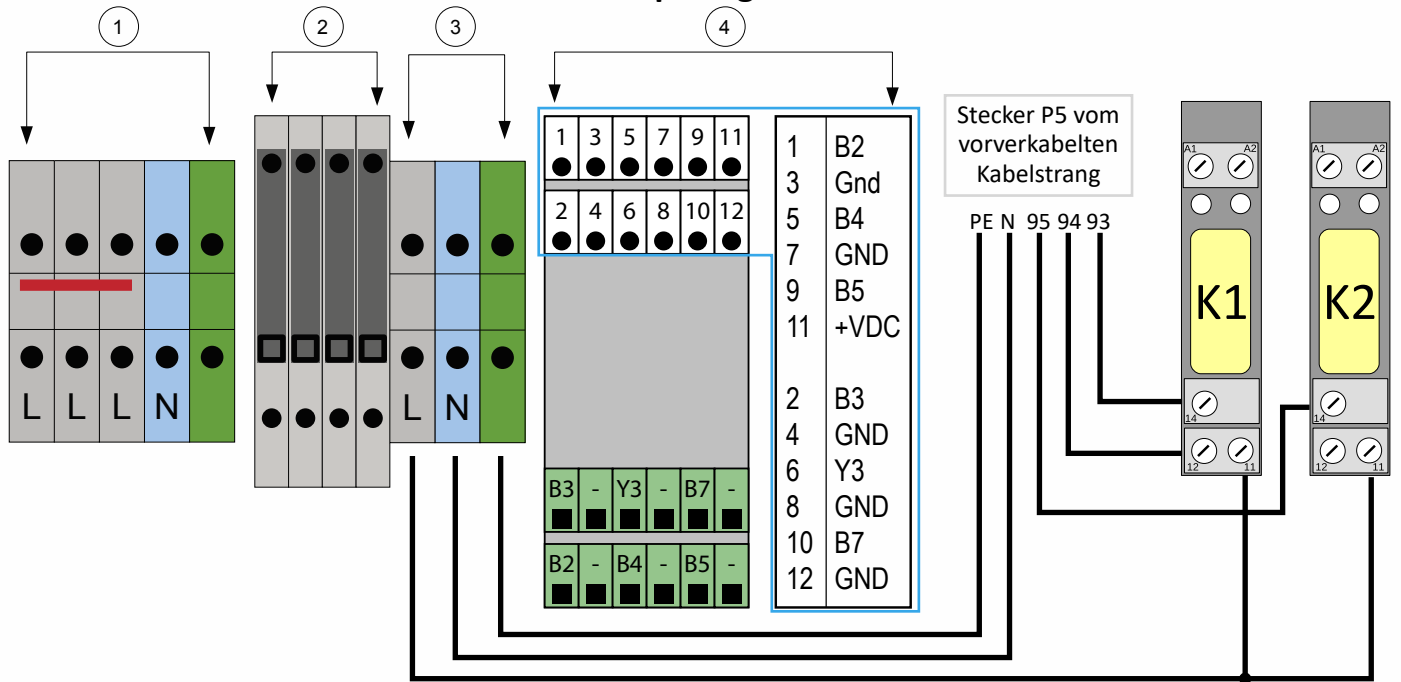 1
2
3
4
L L L N
L N
1 3 5 7 9 11
2 4 6 8 10 12
B3 - Y3 - B7 -
B2 - B4 - B5 -
1 B2
3 Gnd
5 B4
7 GND
9 B5
11 +VDC
2 B3
4 GND
6 Y3
8 GND
10 B7
12 GND
Stecker P5 vom
vorverkabelten
Kabelstrang
PE N 95 94 93
A1 A2
K1
14
12 11
A1 A2
K2
14
12 11